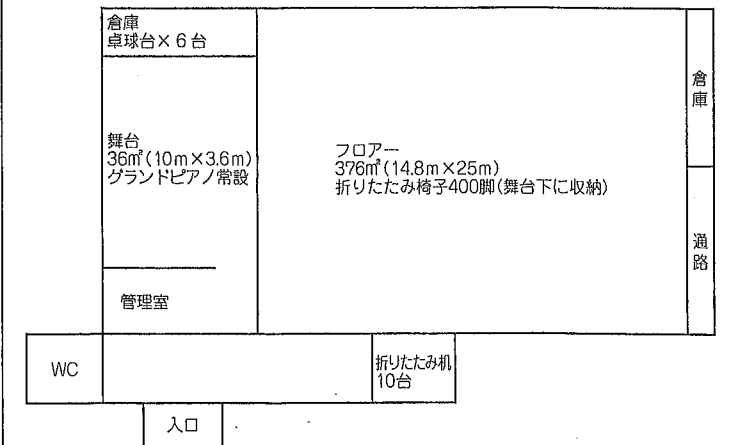 倉庫
卓球台×6台
舞台
36㎡(10m×3.6m)
グランドピアノ常設
管理室
フロアー
376㎡(14.8m×25m)
折りたたみ椅子400脚(舞台下に収納)
倉庫
通路
WC
折りたたみ机
10台
入口